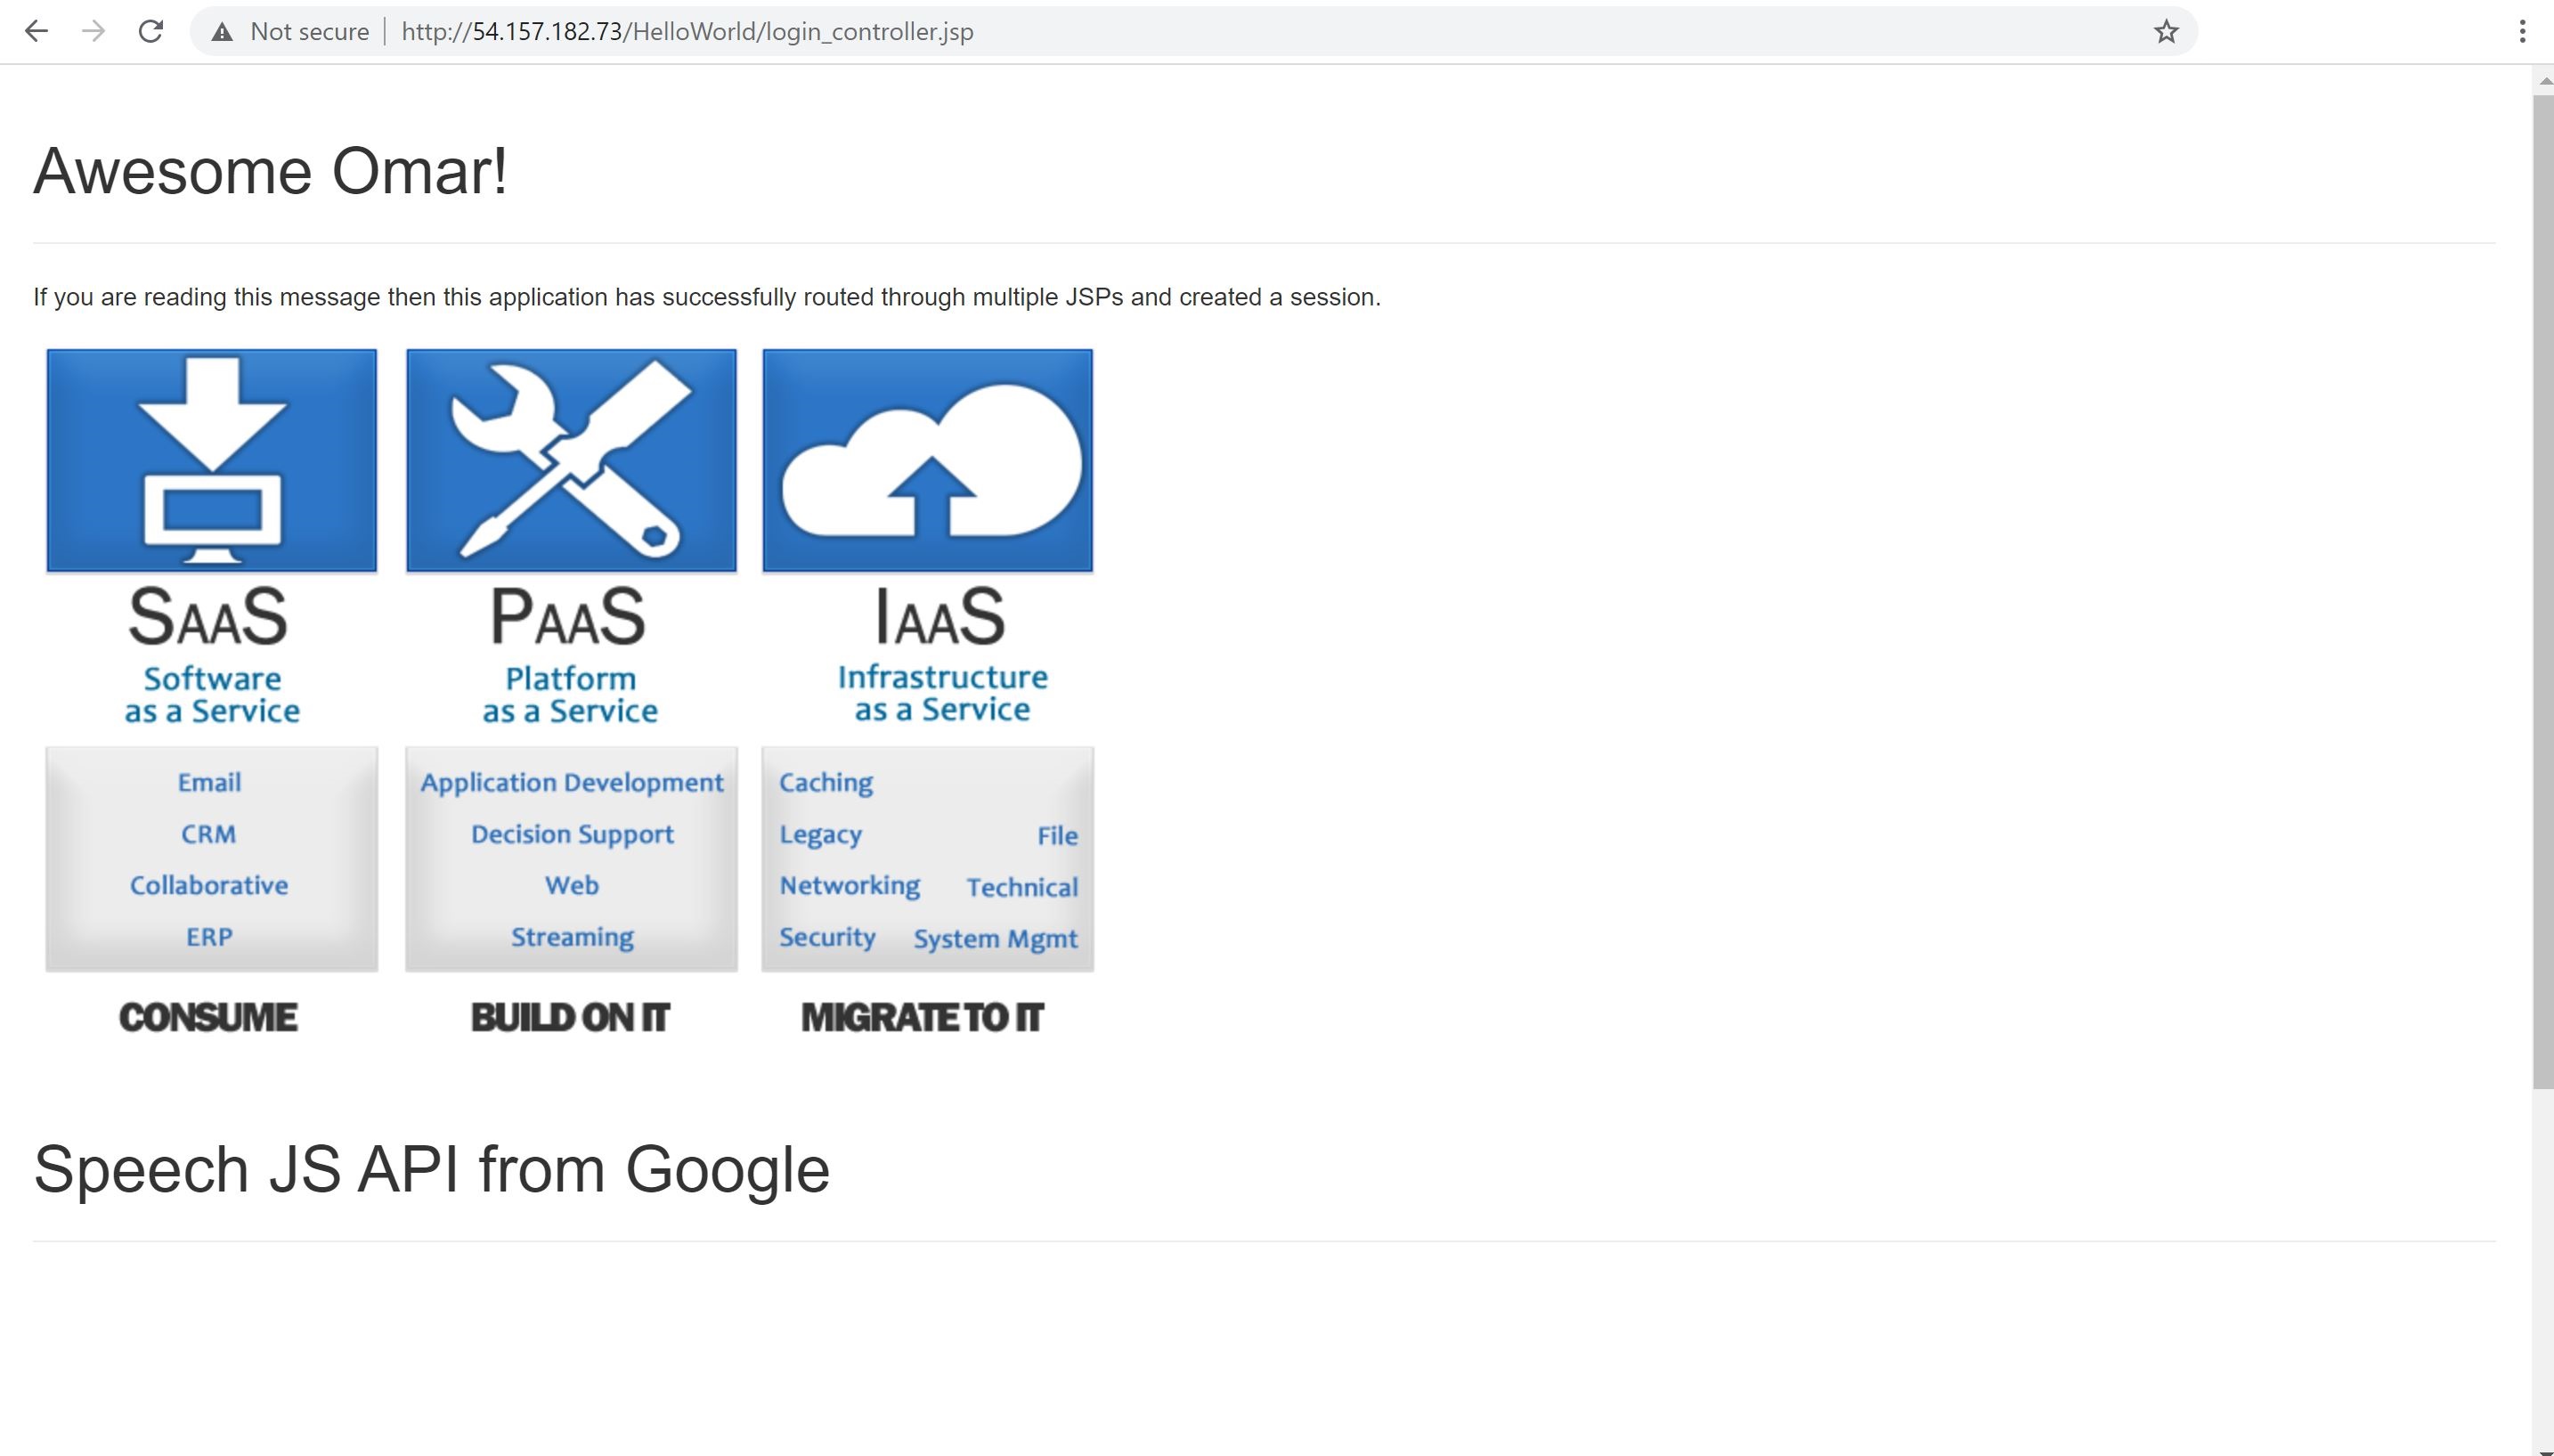 Not secure http://54.157.182.73/HelloWorld/login_controller.jsp
Awesome Omar!
If you are reading this message then this application has successfully routed through multiple JSPs and created a session.
SAAS
Software
as a Service
Email
CRM
Collaborative
ERP
CONSUME
PAAS
Platform
as a Service
Application Development
Decision Support
Web
Streaming
BUILD ON IT
IAAS
Infrastructure
as a Service
Caching
Legacy File
Networking Technical
Security System Mgmt
MIGRATE TO IT
Speech JS API from Google